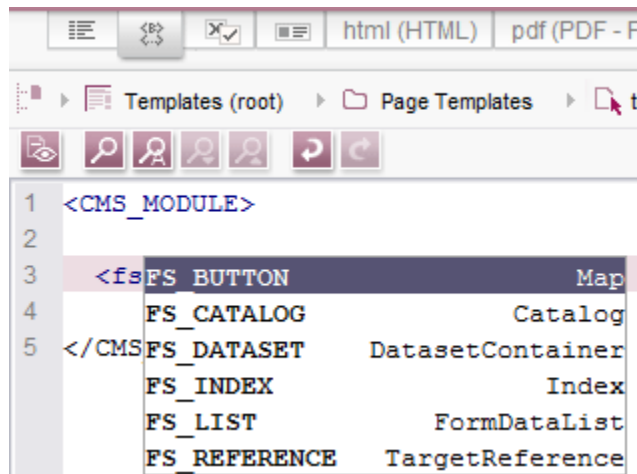 html (HTML) pdf (PDF - F
Templates (root) Page Templates t
1 <CMS_MODULE>
2
3 <fs FS_BUTTON Map
4 FS_CATALOG Catalog
5 </CMS FS_DATASET DatasetContainer
FS_INDEX Index
FS_LIST FormDataList
FS_REFERENCE TargetReference